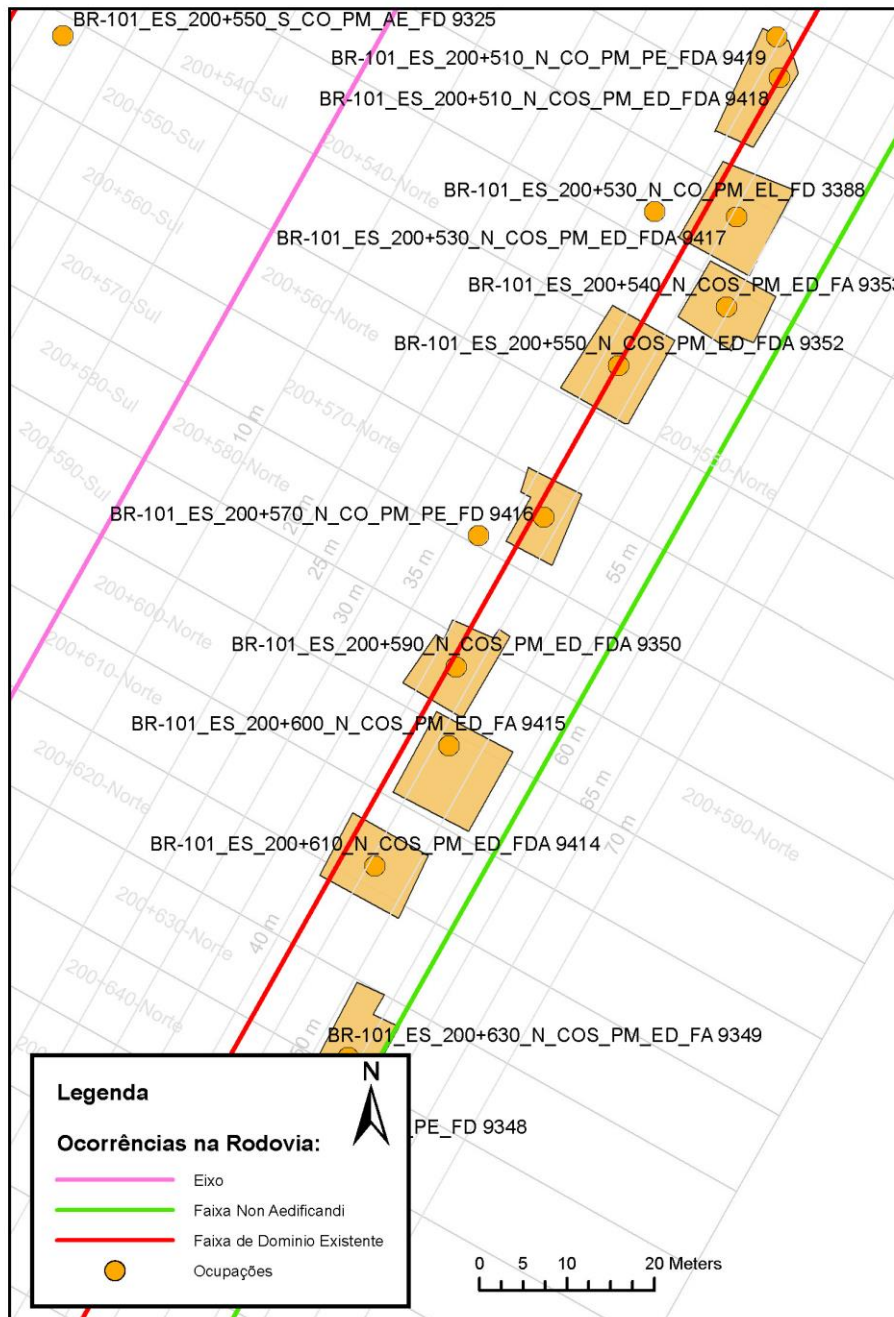 BR-101_ES_200+550_S_CO_PM_AE_FD 9325
BR-101_ES_200+510_N_CO_PM_PE_FDA 9419
200+540-Sul
BR-101_ES_200+510_N_COS_PM_ED_FDA 9418
200+550-Sul
200+540-Norte
200+560-Sul
BR-101_ES_200+530_N_CO_PM_EL_FD 3388
BR-101_ES_200+530_N_COS_PM_ED_FDA 9417
200+570-Sul
BR-101_ES_200+540_N_COS_PM_ED_FA 9353
200+560-Norte
BR-101_ES_200+550_N_COS_PM_ED_FDA 9352
200+580-Sul
200+570-Norte
10 m
200+590-Sul
200+580-Norte
200+550-Norte
BR-101_ES_200+570_N_CO_PM_PE_FD 9416
25 m
35 m
55 m
30 m
200+600-Norte
BR-101_ES_200+590_N_COS_PM_ED_FDA 9350
200+610-Norte
BR-101_ES_200+600_N_COS_PM_ED_FA 9415
60 m
200+620-Norte
65 m
70 m
200+590-Norte
BR-101_ES_200+610_N_COS_PM_ED_FDA 9414
200+630-Norte
40 m
200+640-Norte
BR-101_ES_200+630_N_COS_PM_ED_FA 9349
N
Legenda
_PE_FD 9348
Ocorrências na Rodovia:
Eixo
Faixa Non Aedificandi
Faixa de Dominio Existente
Ocupações
0 5 10 20 Meters